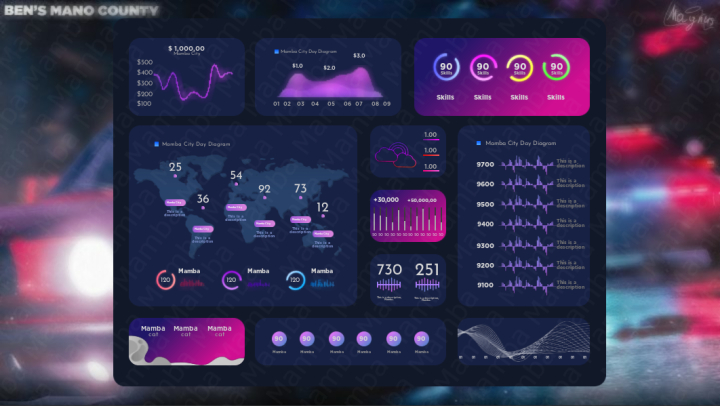 BEN'S MANO COUNTY
$ 1,000,00
Mamba City
$500
$400
$300
$200
$100
Mamba City Day Diagram
$1.0
$2.0
$3.0
01 02 03 04 05 06 07 08 09
90 90 90 90
Skills Skills Skills Skills
Skills Skills Skills Skills
Mamba City Day Diagram
25
36
54
92
73
12
This is a
description
This is a
description
This is a
description
This is a
description
This is a
description
This is a
description
120 Mamba
120 Mamba
120 Mamba
1.00
1.00
1.00
+30,000 +50,000,00
730 251
Mamba City Day Diagram
9700 This is a
description
9600 This is a
description
9500 This is a
description
9400 This is a
description
9300 This is a
description
9200 This is a
description
9100 This is a
description
Mamba Mamba Mamba
cat cat cat
90 90 90 90 90 90
Mamba Mamba Mamba Mamba Mamba Mamba